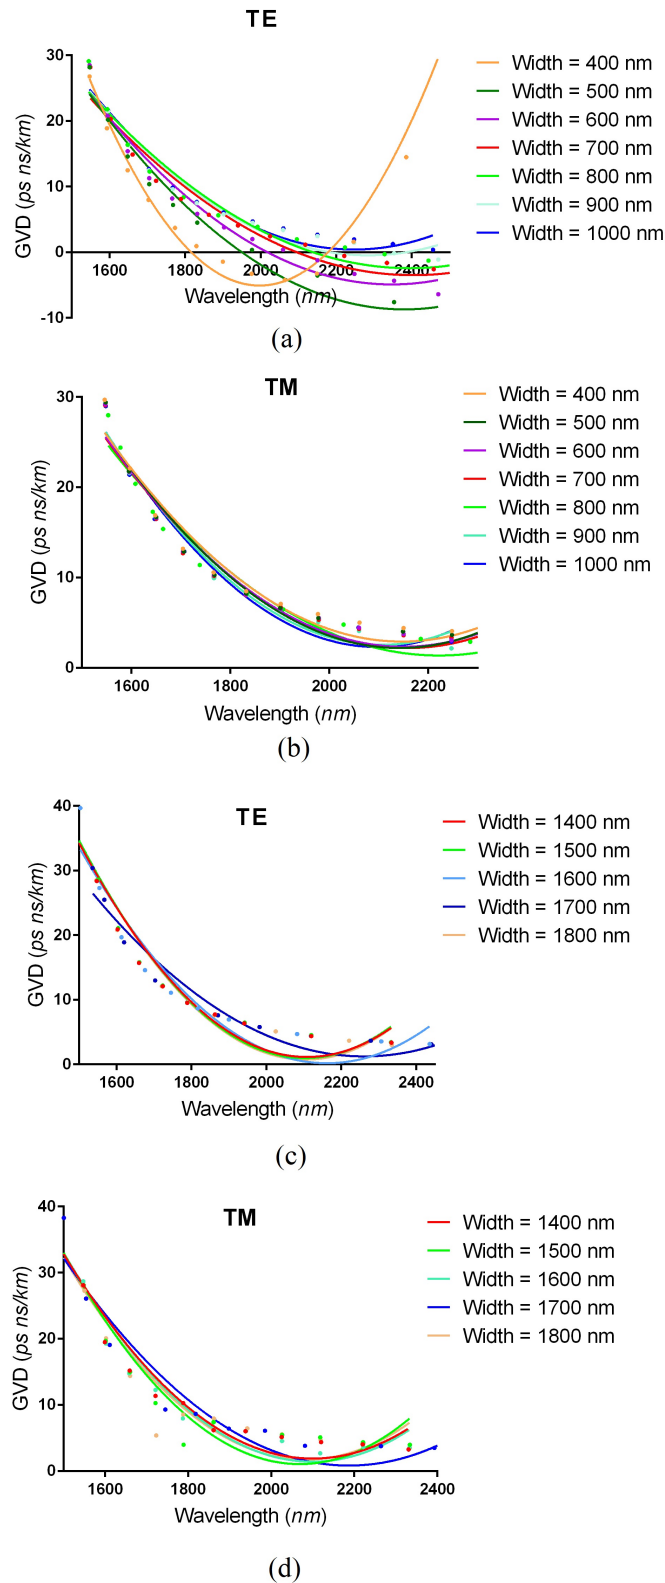 TE
30
20
10
0
-10
GVD (ps ns/km)
1600 1800 2000 2200 2400
Wavelength (nm)
Width = 400 nm
Width = 500 nm
Width = 600 nm
Width = 700 nm
Width = 800 nm
Width = 900 nm
Width = 1000 nm
(a)
TM
30
20
10
0
GVD (ps ns/km)
1600 1800 2000 2200
Wavelength (nm)
Width = 400 nm
Width = 500 nm
Width = 600 nm
Width = 700 nm
Width = 800 nm
Width = 900 nm
Width = 1000 nm
(b)
TE
40
30
20
10
0
GVD (ps ns/km)
1600 1800 2000 2200 2400
Wavelength (nm)
Width = 1400 nm
Width = 1500 nm
Width = 1600 nm
Width = 1700 nm
Width = 1800 nm
(c)
TM
40
30
20
10
0
GVD (ps ns/km)
1600 1800 2000 2200 2400
Wavelength (nm)
Width = 1400 nm
Width = 1500 nm
Width = 1600 nm
Width = 1700 nm
Width = 1800 nm
(d)